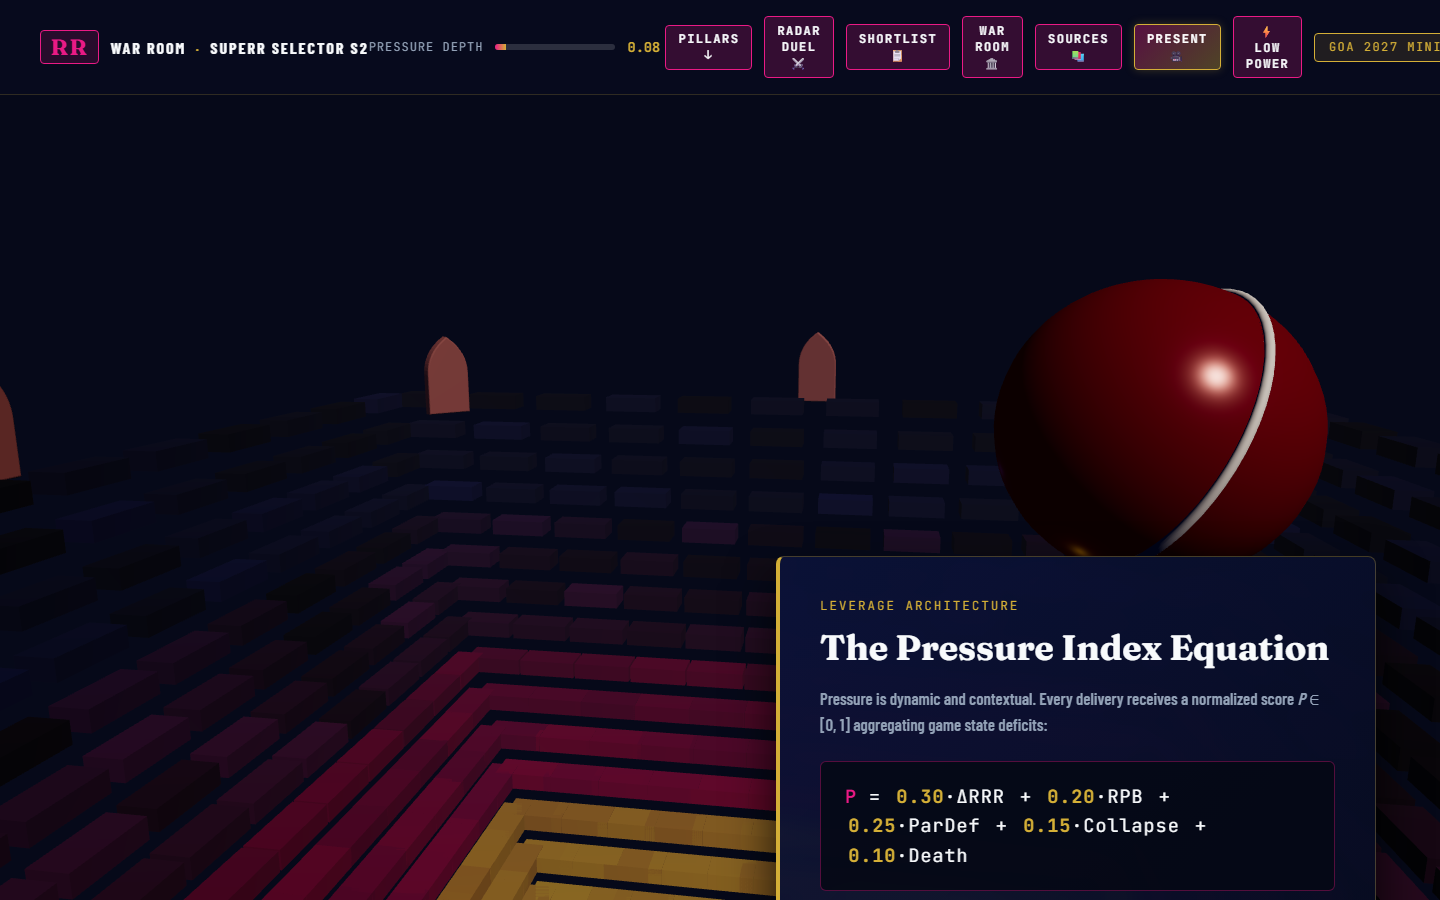 RR
WAR ROOM · SUPERR SELECTOR S2
PRESSURE DEPTH
0.08
PILLARS
↓
RADAR
DUEL
SHORTLIST
WAR
ROOM
SOURCES
PRESENT
LOW
POWER
GOA 2027 MINI
LEVERAGE ARCHITECTURE
The Pressure Index Equation
Pressure is dynamic and contextual. Every delivery receives a normalized score P ∈
[0, 1] aggregating game state deficits:
P = 0.30·ΔRRR + 0.20·RPB +
0.25·ParDef + 0.15·Collapse +
0.10·Death